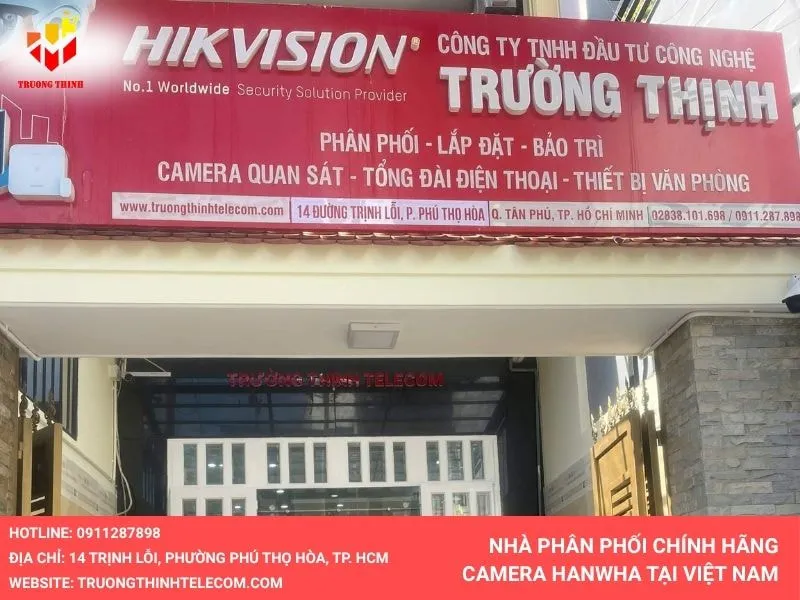 TRUONG THINH
HIKVISION
No.1 Worldwide Security Solution Provider
CÔNG TY TNHH ĐẦU TƯ CÔNG NGHỆ
TRƯỜNG THỊNH
PHÂN PHỐI - LẮP ĐẶT - BẢO TRÌ
CAMERA QUAN SÁT - TỔNG ĐÀI ĐIỆN THOẠI - THIẾT BỊ VĂN PHÒNG
www.truongthinhtelecom.com 14 ĐƯỜNG TRỊNH LỖI, P. PHÚ THỌ HÒA, Q. TÂN PHÚ, TP. HỒ CHÍ MINH 02838.101.698 / 0911.287.898
TRƯỜNG THỊNH TELECOM
HOTLINE: 0911287898
ĐỊA CHỈ: 14 TRỊNH LỖI, PHƯỜNG PHÚ THỌ HÒA, TP. HCM
WEBSITE: TRUONGTHINHTELECOM.COM
NHÀ PHÂN PHỐI CHÍNH HÃNG
CAMERA HANWHA TẠI VIỆT NAM